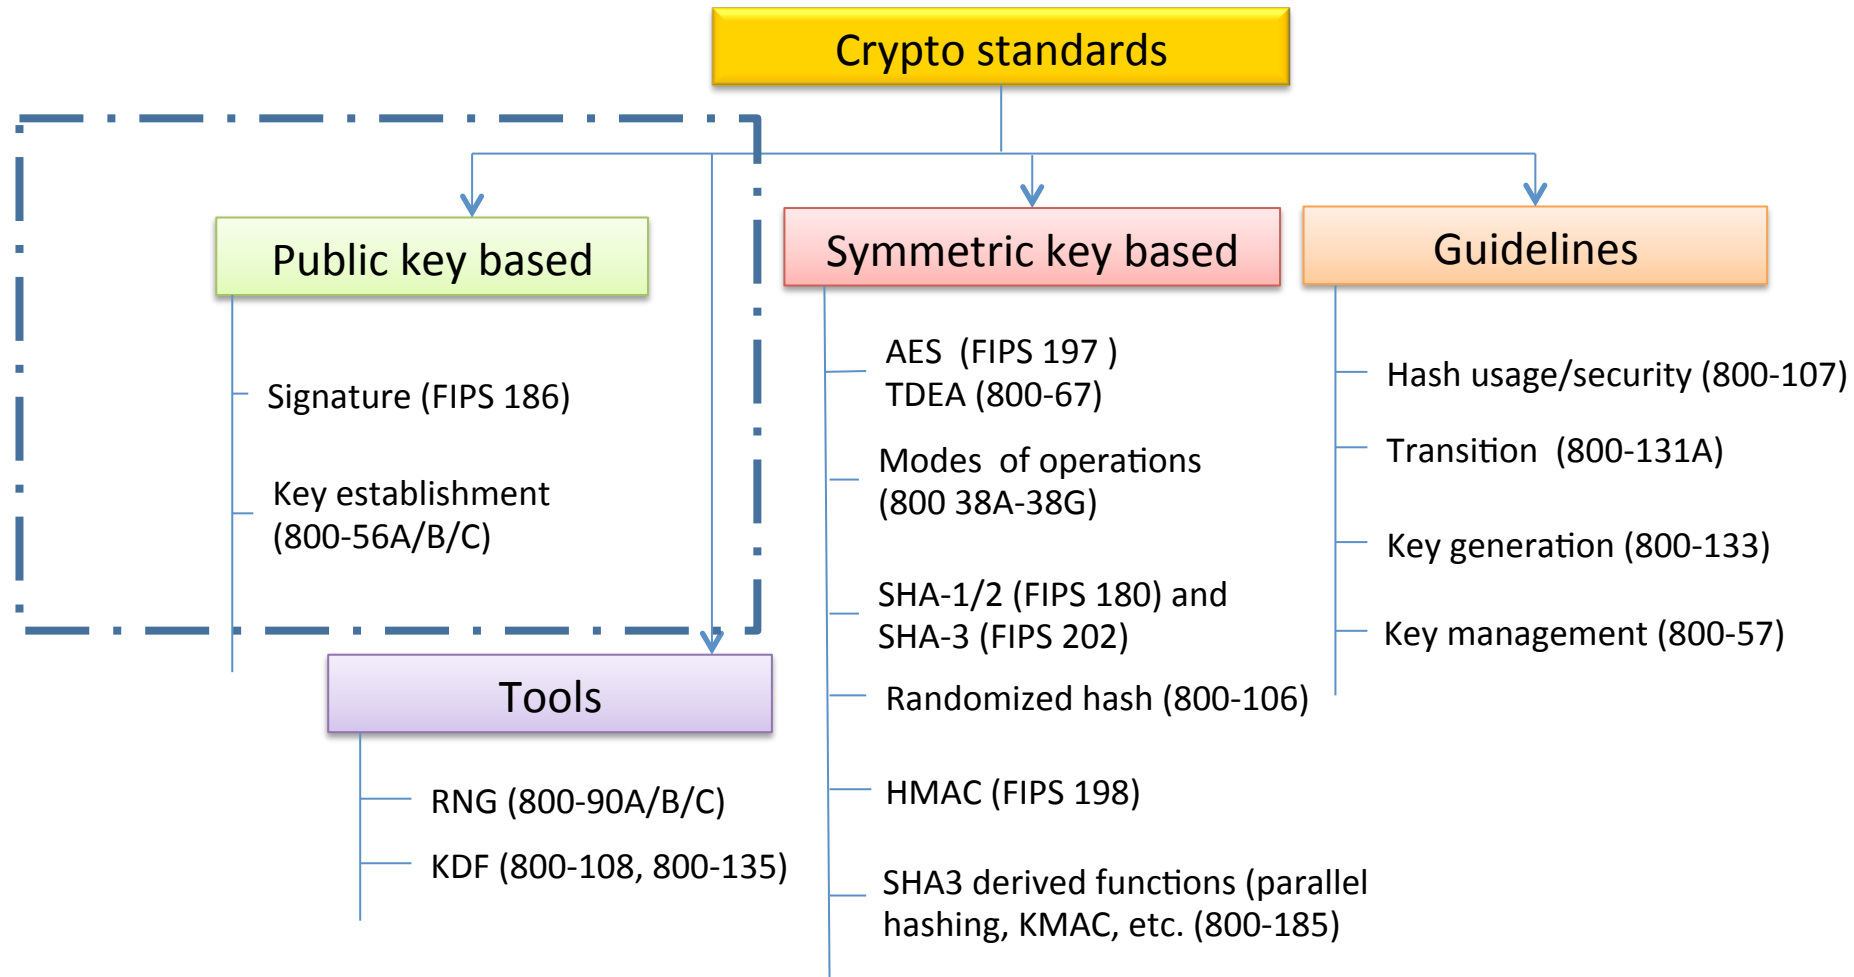 Crypto standards
Public key based
Signature (FIPS 186)
Key establishment
(800-56A/B/C)
Tools
RNG (800-90A/B/C)
KDF (800-108, 800-135)
Symmetric key based
AES  (FIPS 197 )
TDEA (800-67)
Modes  of operations
(800 38A-38G)
SHA-1/2 (FIPS 180) and
SHA-3 (FIPS 202)
Randomized hash (800-106)
HMAC (FIPS 198)
SHA3 derived functions (parallel
hashing, KMAC, etc. (800-185)
Guidelines
Hash usage/security (800-107)
Transition  (800-131A)
Key generation (800-133)
Key management (800-57)